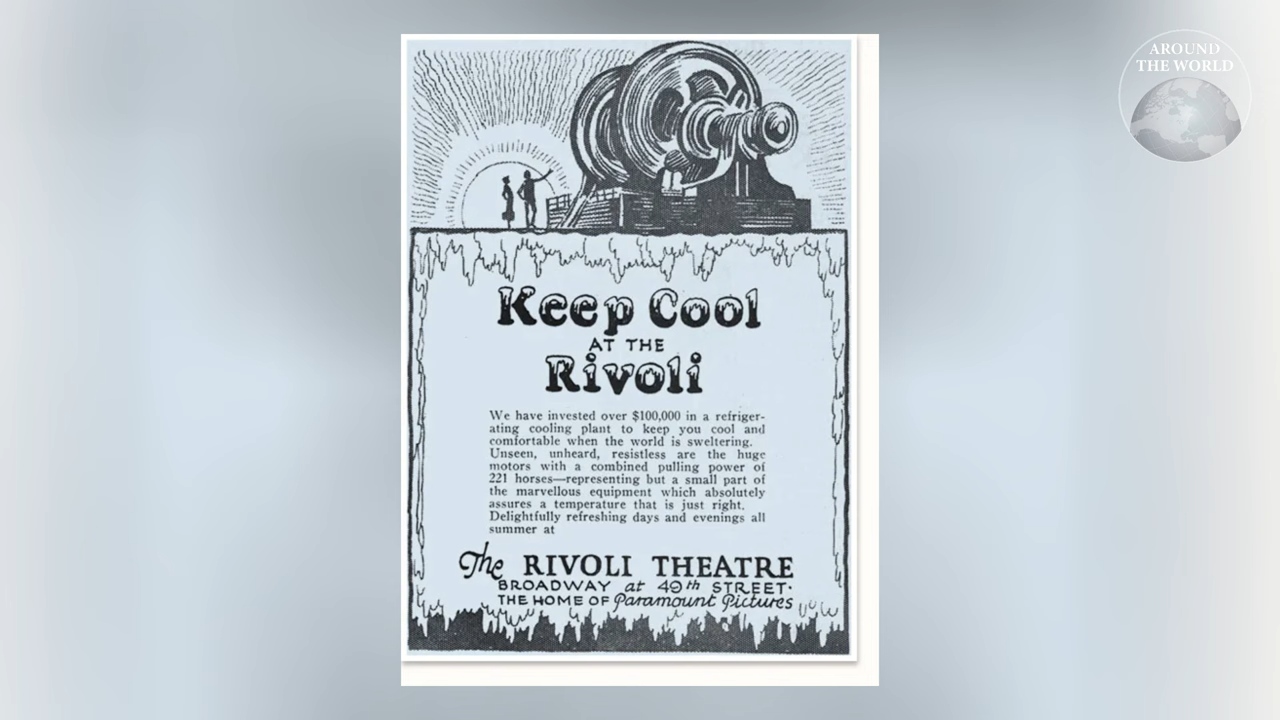 AROUND
THE WORLD
Keep Cool
AT THE
Rivoli
We have invested over $100,000 in a refriger-
ating cooling plant to keep you cool and
comfortable when the world is sweltering.
Unseen, unheard, resistless are the huge
motors with a combined pulling power of
221 horses—representing but a small part of
the marvellous equipment which absolutely
assures a temperature that is just right.
Delightfully refreshing days and evenings all
summer at
The RIVOLI THEATRE
BROADWAY at 49th STREET·
THE HOME OF Paramount Pictures